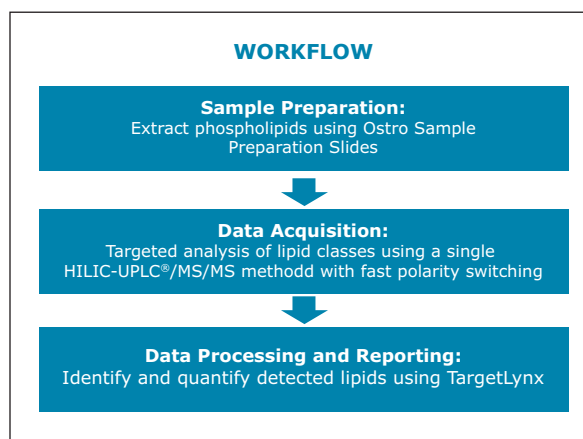 WORKFLOW
Sample Preparation:
Extract phospholipids using Ostro Sample
Preparation Slides
Data Acquisition:
Targeted analysis of lipid classes using a single
HILIC-UPLC®/MS/MS methodd with fast polarity switching
Data Processing and Reporting:
Identify and quantify detected lipids using TargetLynx